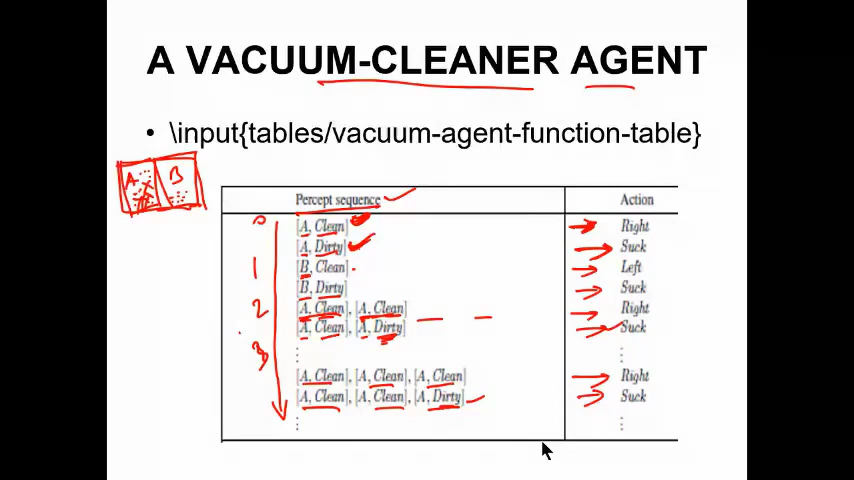 A VACUUM-CLEANER AGENT
• \input{tables/vacuum-agent-function-table}
A B
Percept sequence Action
0 [A, Clean] Right
[A, Dirty] Suck
1 [B, Clean] Left
[B, Dirty] Suck
2 [A, Clean], [A, Clean] Right
[A, Clean], [A, Dirty] Suck
3 ⋮ ⋮
[A, Clean], [A, Clean], [A, Clean] Right
[A, Clean], [A, Clean], [A, Dirty] Suck
⋮ ⋮